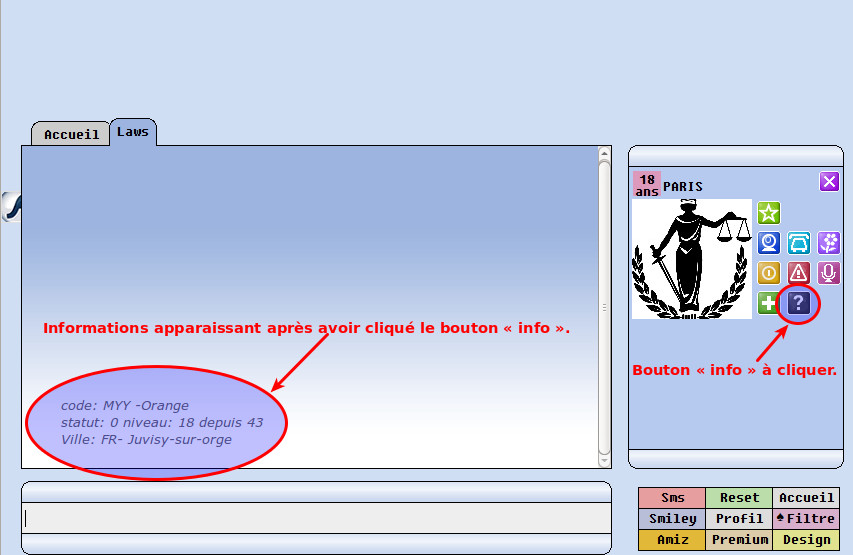 Accueil
Laws
18
ans
PARIS
Informations apparaissant après avoir cliqué le bouton « info ».
Bouton « info » à cliquer.
code: MYY -Orange
statut: 0 niveau: 18 depuis 43
Ville: FR- Juvisy-sur-orge
Sms Reset Accueil
Smiley Profil ♠Filtre
Amiz Premium Design